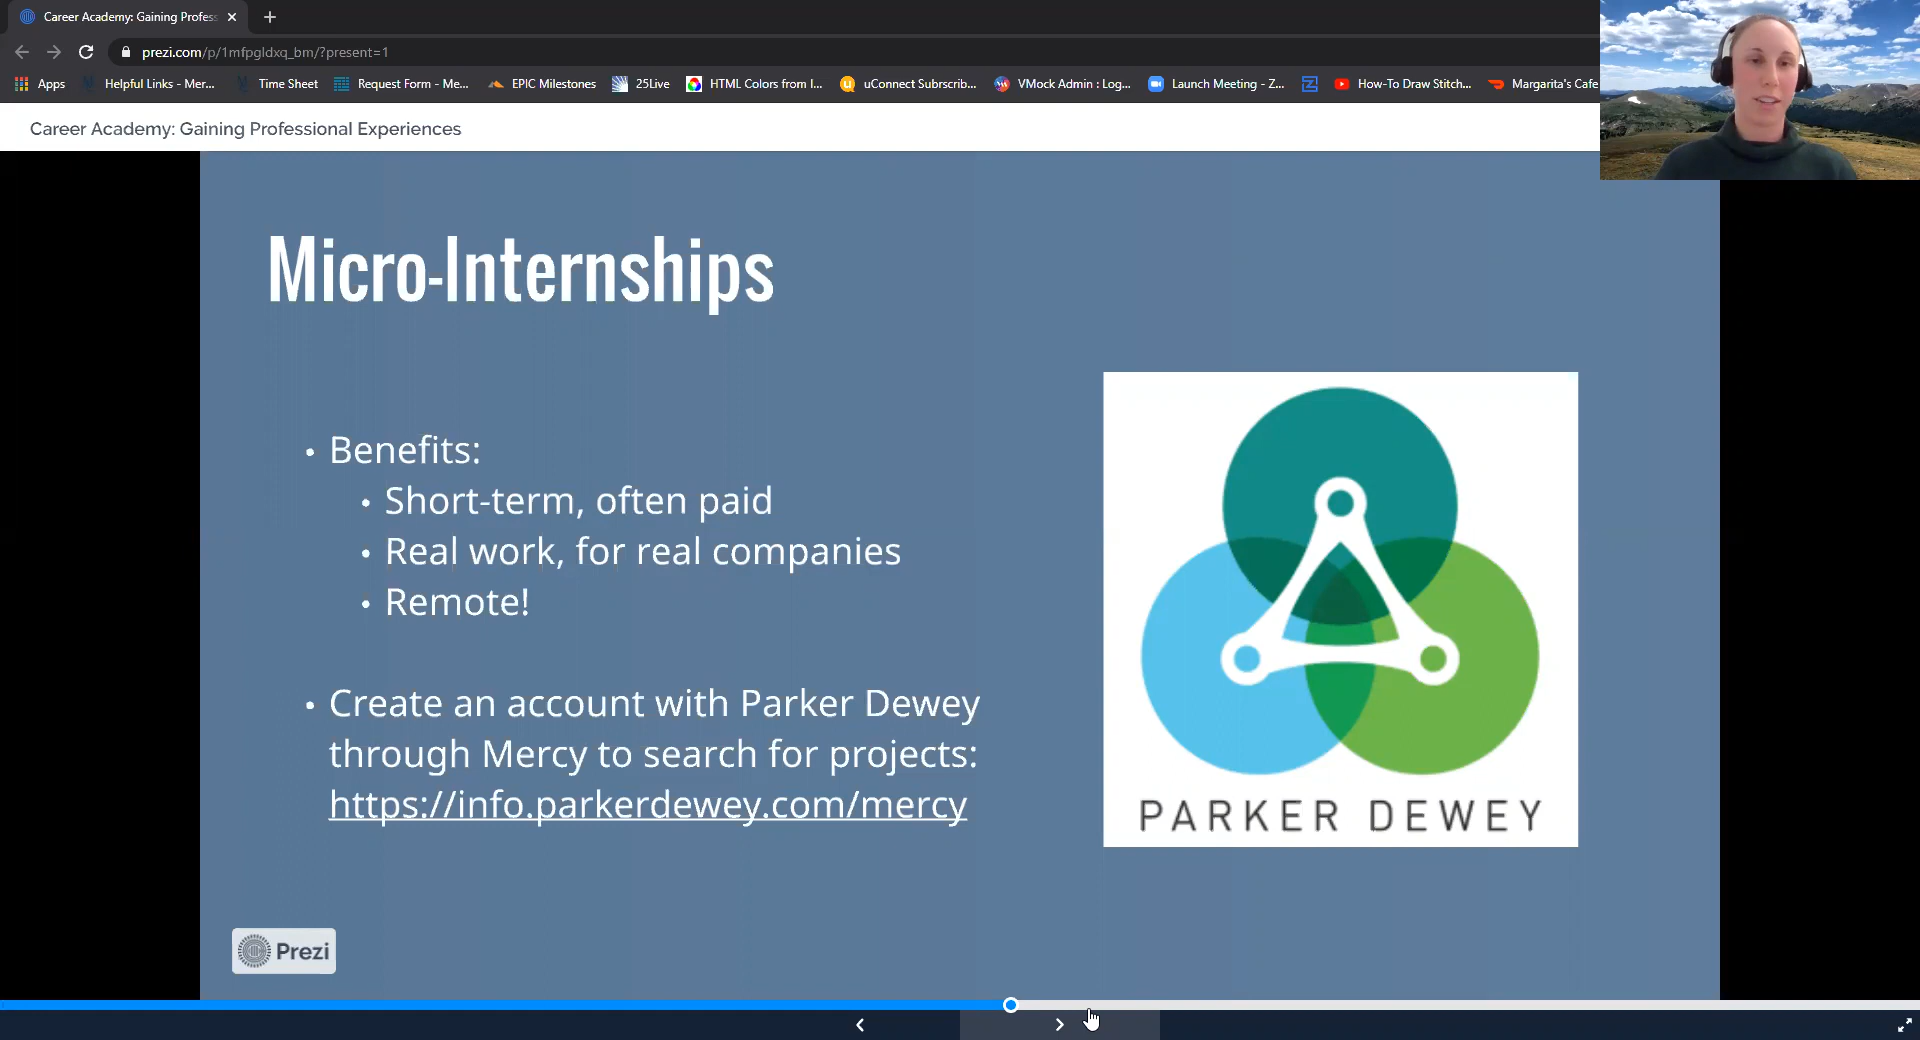 Career Academy: Gaining Profess
prezi.com/p/1mfpgldxq_bm/?present=1
Apps Helpful Links - Mer... Time Sheet Request Form - Me... EPIC Milestones 25Live HTML Colors from I... uConnect Subscrib... VMock Admin : Log... Launch Meeting - Z... How-To Draw Stitch... Margarita's Cafe
Career Academy: Gaining Professional Experiences
Micro-Internships
• Benefits:
• Short-term, often paid
• Real work, for real companies
• Remote!
• Create an account with Parker Dewey
through Mercy to search for projects:
https://info.parkerdewey.com/mercy
PARKER DEWEY
Prezi